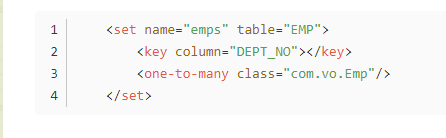 1 <set name="emps" table="EMP">
2 <key column="DEPT_NO"></key>
3 <one-to-many class="com.vo.Emp"/>
4 </set>